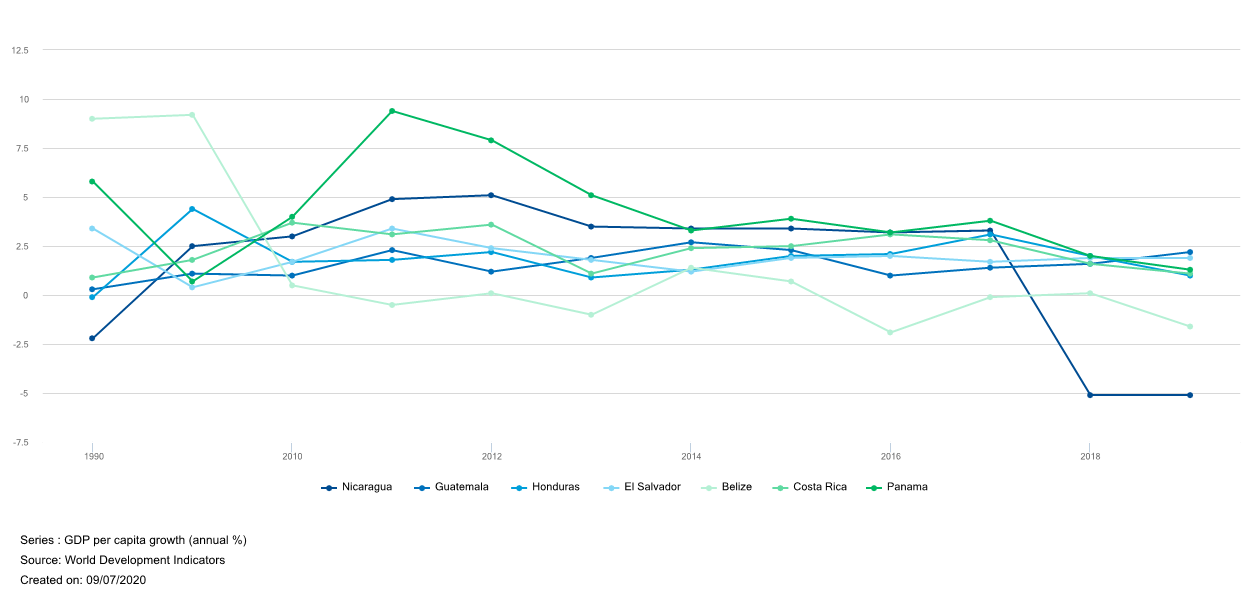 12.5
10
7.5
5
2.5
0
-2.5
-5
-7.5
1990 2010 2012 2014 2016 2018
Nicaragua Guatemala Honduras El Salvador Belize Costa Rica Panama
Series : GDP per capita growth (annual %)
Source: World Development Indicators
Created on: 09/07/2020